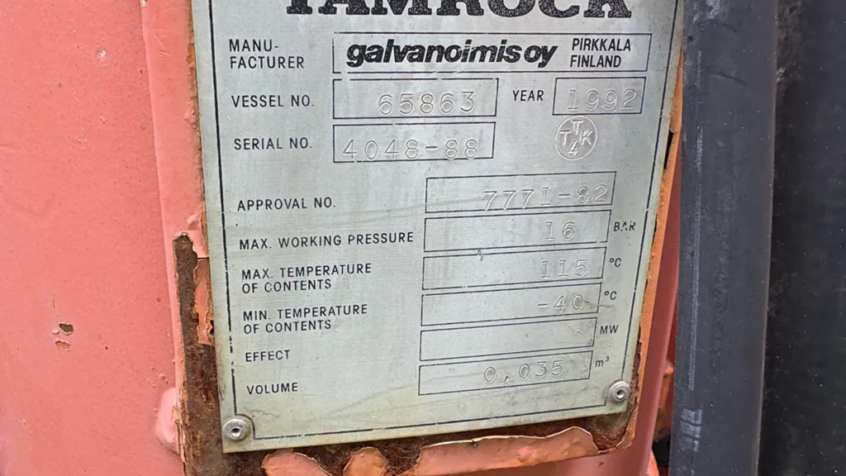 TAMROCK
MANU-
FACTURER galvanoimis oy PIRKKALA
FINLAND
VESSEL NO. 65863 YEAR 1992
SERIAL NO. 4048-88 T T K 4
APPROVAL NO. 7771-82
MAX. WORKING PRESSURE 16 BAR
MAX. TEMPERATURE
OF CONTENTS 115 °C
MIN. TEMPERATURE
OF CONTENTS -40 °C
EFFECT MW
VOLUME 0,035 m³